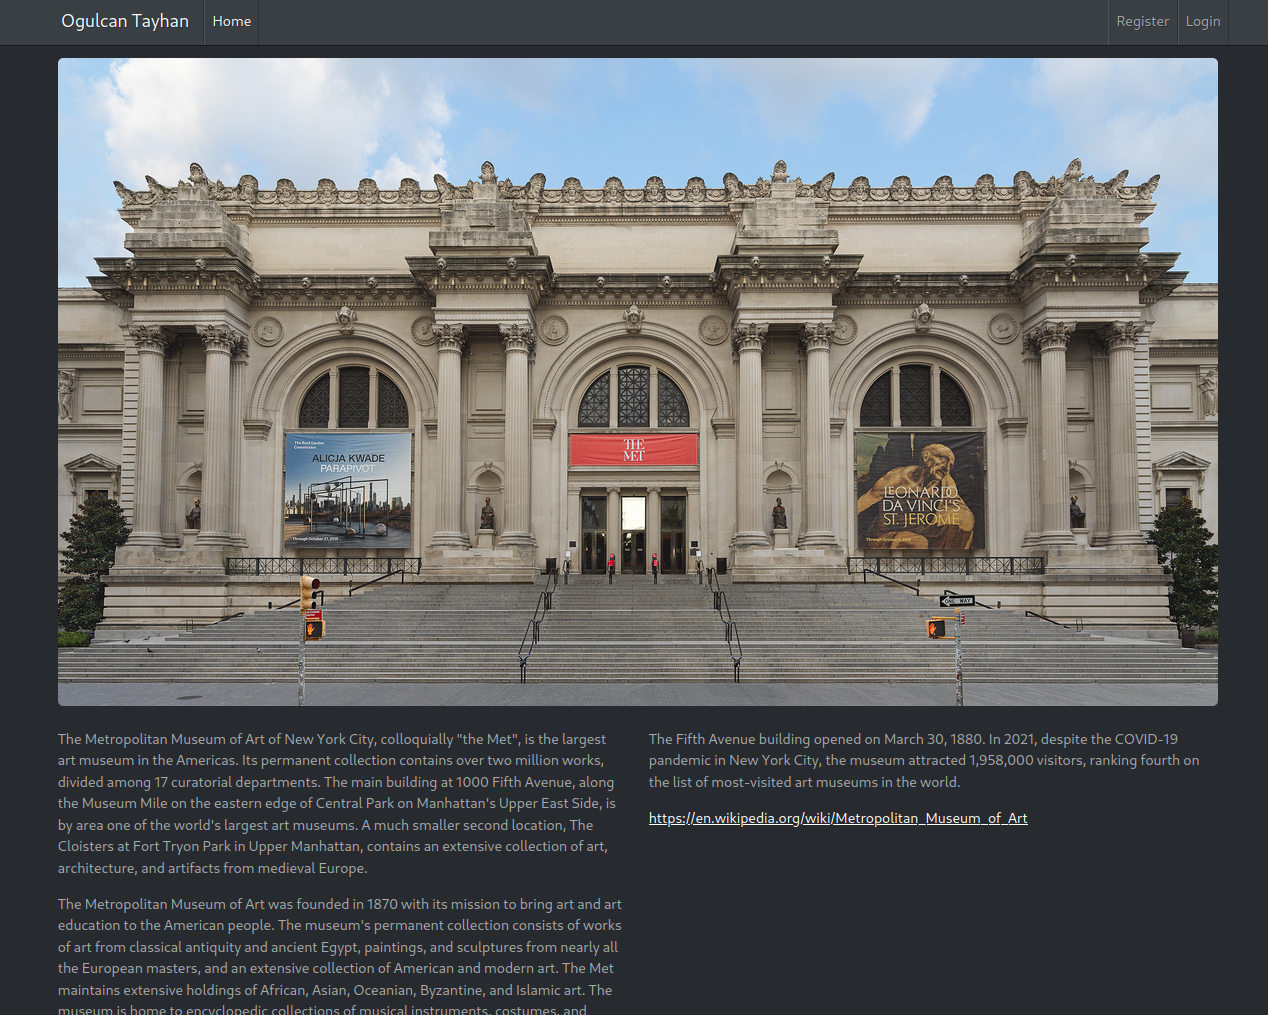 Ogulcan Tayhan
Home
Register
Login
The Roof Garden
Commission
ALICJA KWADE
PARAPIVOT
Through October 27, 2019
THE
MET
LEONARDO
DA VINCI'S
ST. JEROME
ONE WAY
The Metropolitan Museum of Art of New York City, colloquially "the Met", is the largest
art museum in the Americas. Its permanent collection contains over two million works,
divided among 17 curatorial departments. The main building at 1000 Fifth Avenue, along
the Museum Mile on the eastern edge of Central Park on Manhattan's Upper East Side, is
by area one of the world's largest art museums. A much smaller second location, The
Cloisters at Fort Tryon Park in Upper Manhattan, contains an extensive collection of art,
architecture, and artifacts from medieval Europe.
The Metropolitan Museum of Art was founded in 1870 with its mission to bring art and art
education to the American people. The museum's permanent collection consists of works
of art from classical antiquity and ancient Egypt, paintings, and sculptures from nearly all
the European masters, and an extensive collection of American and modern art. The Met
maintains extensive holdings of African, Asian, Oceanian, Byzantine, and Islamic art. The
museum is home to encyclopedic collections of musical instruments, costumes, and
The Fifth Avenue building opened on March 30, 1880. In 2021, despite the COVID-19
pandemic in New York City, the museum attracted 1,958,000 visitors, ranking fourth on
the list of most-visited art museums in the world.
https://en.wikipedia.org/wiki/Metropolitan_Museum_of_Art